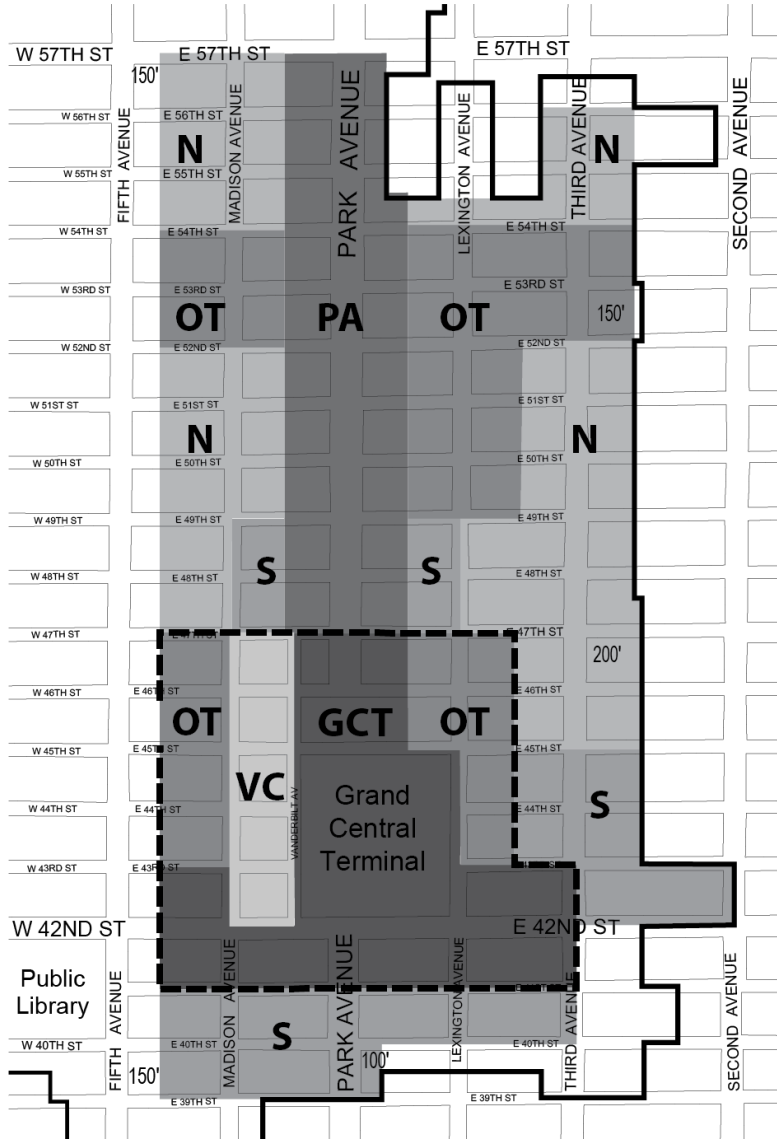 W 57TH ST
E 57TH ST
E 57TH ST
150'
W 56TH ST
E 56TH ST
FIFTH AVENUE
N
MADISON AVENUE
PARK AVENUE
LEXINGTON AVENUE
THIRD AVENUE
N
SECOND AVENUE
W 55TH ST
E 55TH ST
W 54TH ST
E 54TH ST
E 54TH ST
W 53RD ST
E 53RD ST
E 53RD ST
OT
PA
OT
150'
W 52ND ST
E 52ND ST
E 52ND ST
W 51ST ST
E 51ST ST
E 51ST ST
N
N
W 50TH ST
E 50TH ST
E 50TH ST
W 49TH ST
E 49TH ST
E 49TH ST
S
S
W 48TH ST
E 48TH ST
E 48TH ST
W 47TH ST
E 47TH ST
E 47TH ST
200'
W 46TH ST
E 46TH ST
E 46TH ST
OT
GCT
OT
W 45TH ST
E 45TH ST
E 45TH ST
VC
VANDERBILT AV
Grand
Central
Terminal
W 44TH ST
E 44TH ST
E 44TH ST
S
W 43RD ST
E 43RD ST
W 42ND ST
E 42ND ST
Public
Library
FIFTH AVENUE
MADISON AVENUE
PARK AVENUE
LEXINGTON AVENUE
THIRD AVENUE
SECOND AVENUE
S
W 40TH ST
E 40TH ST
E 40TH ST
150'
100'
E 39TH ST
E 39TH ST